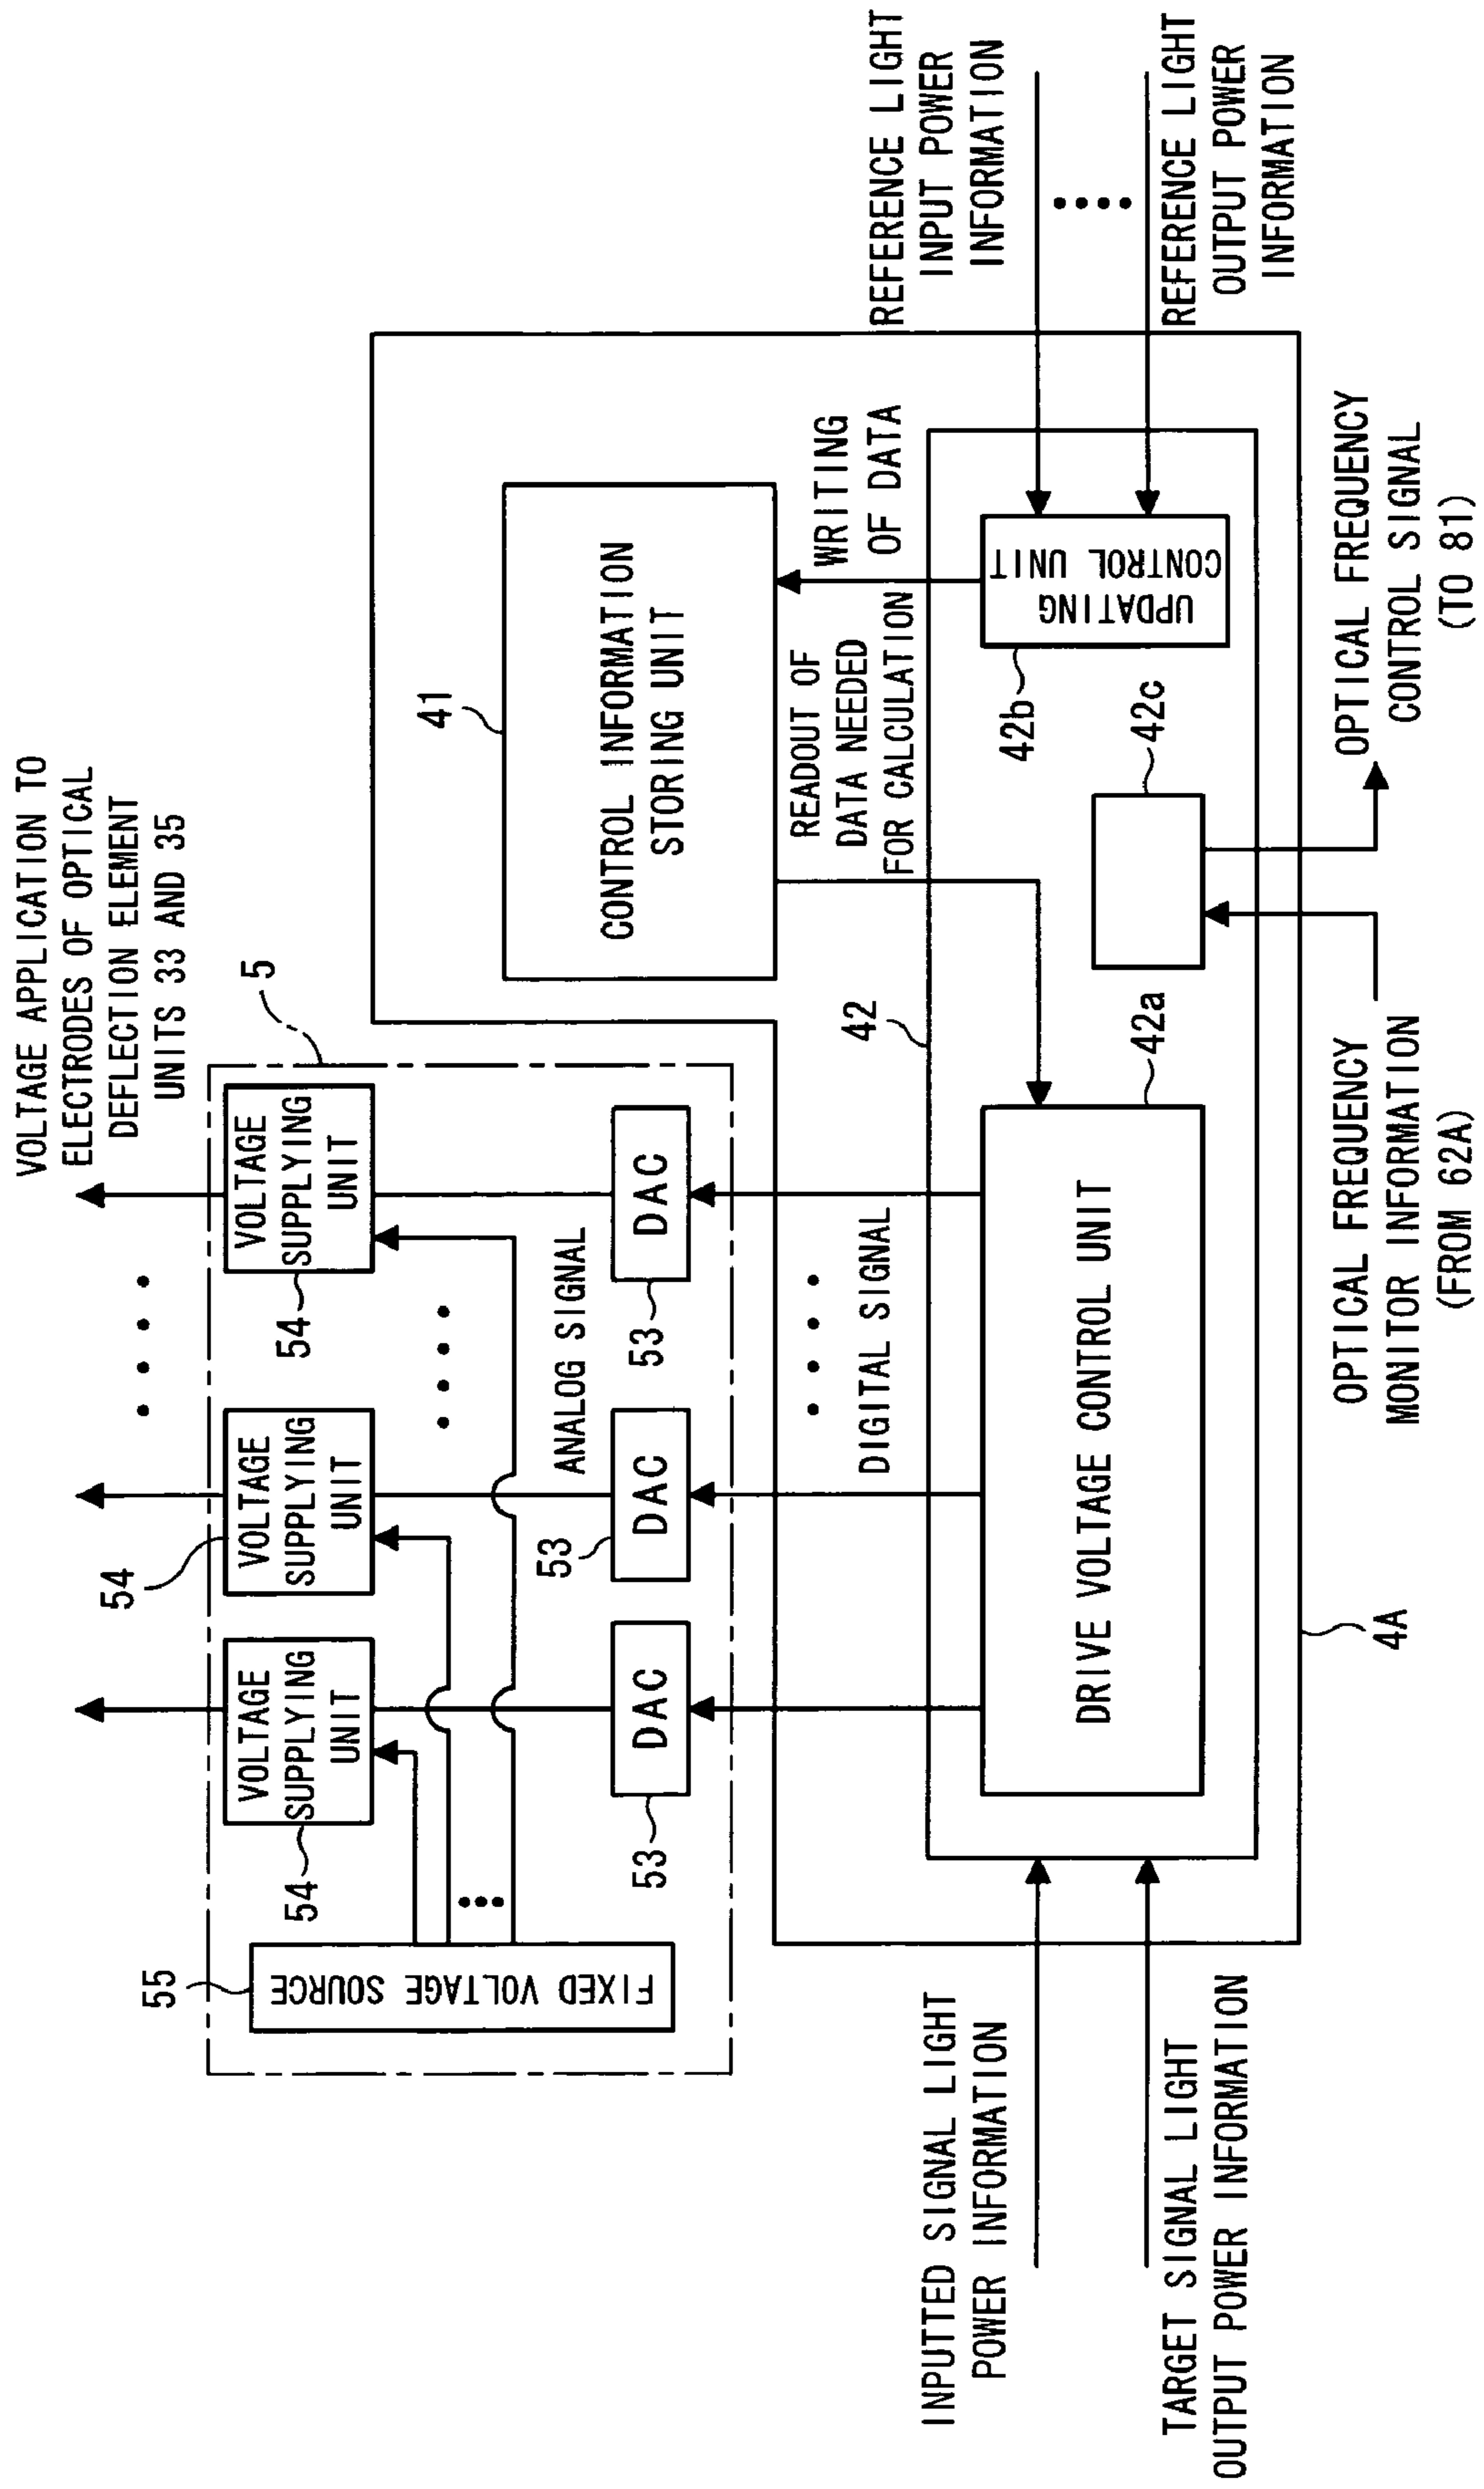 VOLTAGE APPLICATION TO
ELECTRODES OF OPTICAL
DEFLECTION ELEMENT
UNITS 33 AND 35
5
54
54
54
VOLTAGE
SUPPLYING
UNIT
VOLTAGE
SUPPLYING
UNIT
VOLTAGE
SUPPLYING
UNIT
55
FIXED VOLTAGE SOURCE
ANALOG SIGNAL
53
53
53
DAC
DAC
DAC
DIGITAL SIGNAL
41
CONTROL INFORMATION
STORING UNIT
READOUT OF
DATA NEEDED
FOR CALCULATION
WRITING
OF DATA
42
42a
DRIVE VOLTAGE CONTROL UNIT
42c
42b
UPDATING
CONTROL UNIT
INPUTTED SIGNAL LIGHT
POWER INFORMATION
TARGET SIGNAL LIGHT
OUTPUT POWER INFORMATION
REFERENCE LIGHT
INPUT POWER
INFORMATION
REFERENCE LIGHT
OUTPUT POWER
INFORMATION
4A
OPTICAL FREQUENCY
MONITOR INFORMATION
(FROM 62A)
OPTICAL FREQUENCY
CONTROL SIGNAL
(TO 81)